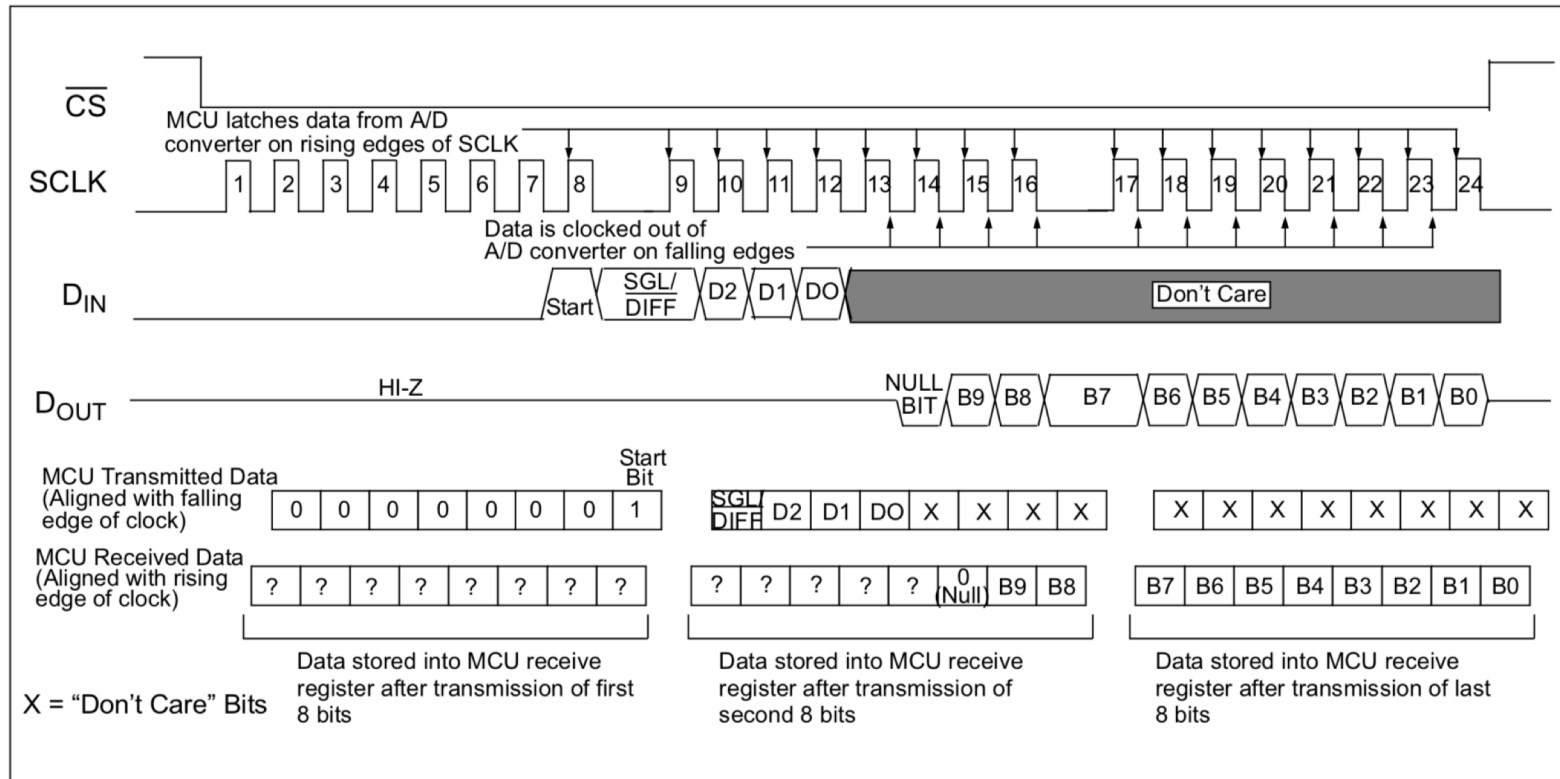 CS
MCU latches data from A/D
converter on rising edges of SCLK
SCLK
1 2 3 4 5 6 7 8 9 10 11 12 13 14 15 16 17 18 19 20 21 22 23 24
Data is clocked out of
A/D converter on falling edges
DIN
Start
SGL/
DIFF
D2 D1 DO
Don't Care
HI-Z
DOUT
NULL
BIT
B9 B8 B7 B6 B5 B4 B3 B2 B1 B0
MCU Transmitted Data
(Aligned with falling
edge of clock)
Start
Bit
0 0 0 0 0 0 0 1
SGL/
DIFF
D2 D1 DO X X X X
X X X X X X X X
MCU Received Data
(Aligned with rising
edge of clock)
? ? ? ? ? ? ? ?
? ? ? ? ? 0
(Null)
B9 B8
B7 B6 B5 B4 B3 B2 B1 B0
Data stored into MCU receive
register after transmission of first
8 bits
Data stored into MCU receive
register after transmission of
second 8 bits
Data stored into MCU receive
register after transmission of last
8 bits
X = “Don't Care” Bits